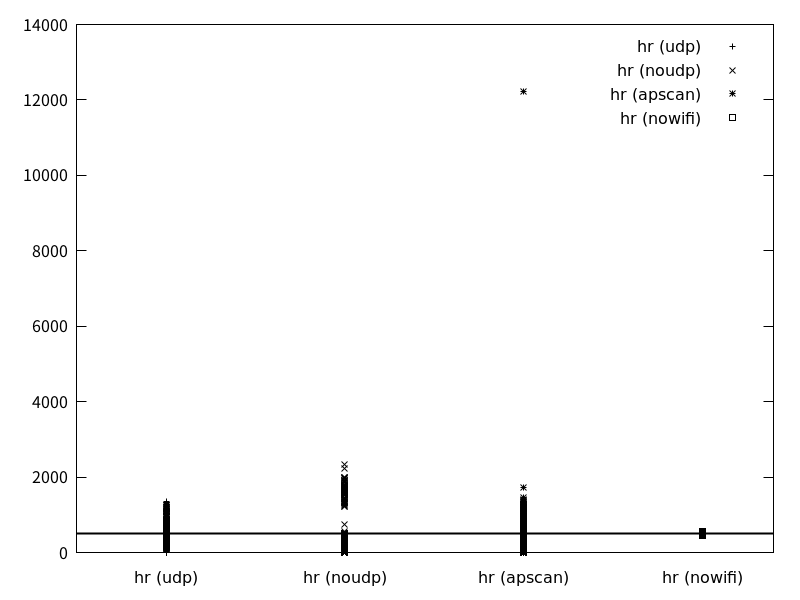 14000
12000
10000
8000
6000
4000
2000
0
hr (udp)
hr (noudp)
hr (apscan)
hr (nowifi)
hr (udp)
hr (noudp)
hr (apscan)
hr (nowifi)